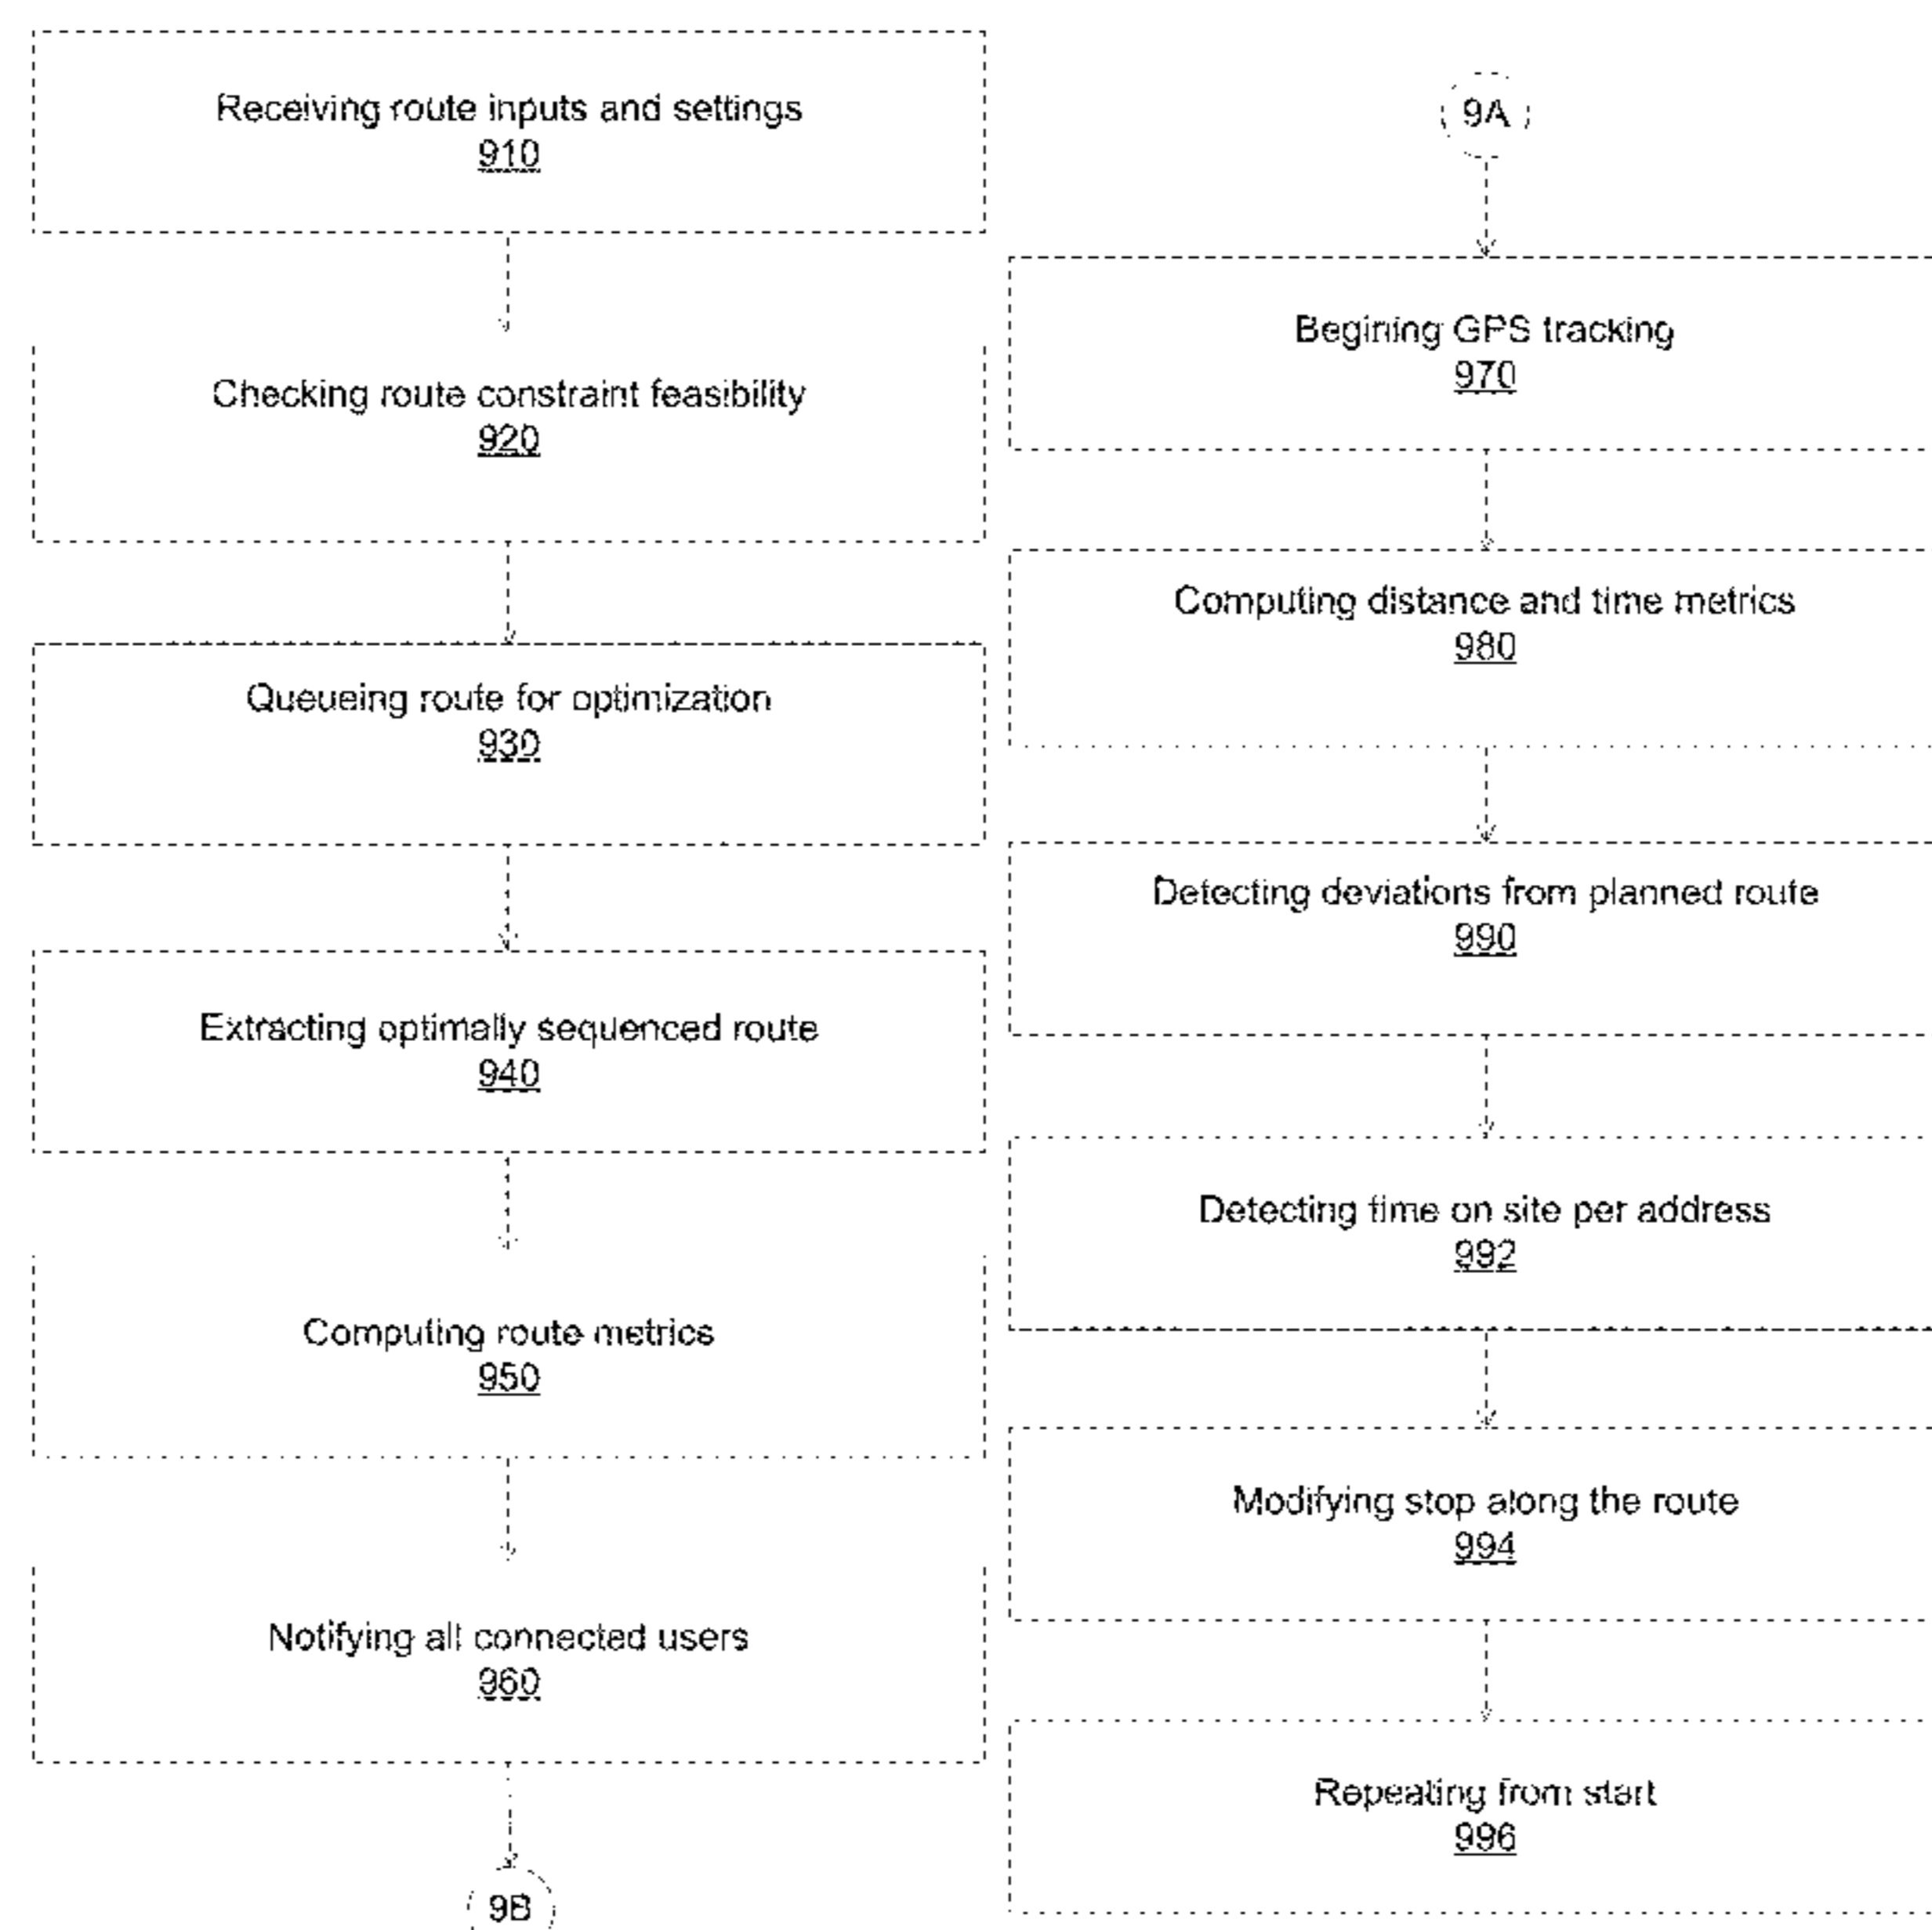 Receiving route inputs and settings
910
Checking route constraint feasibility
920
Queueing route for optimization
930
Extracting optimally sequenced route
940
Computing route metrics
950
Notifying all connected users
960
9B
9A
Begining GPS tracking
970
Computing distance and time metrics
980
Detecting deviations from planned route
990
Detecting time on site per address
992
Modifying stop along the route
994
Repeating from start
996